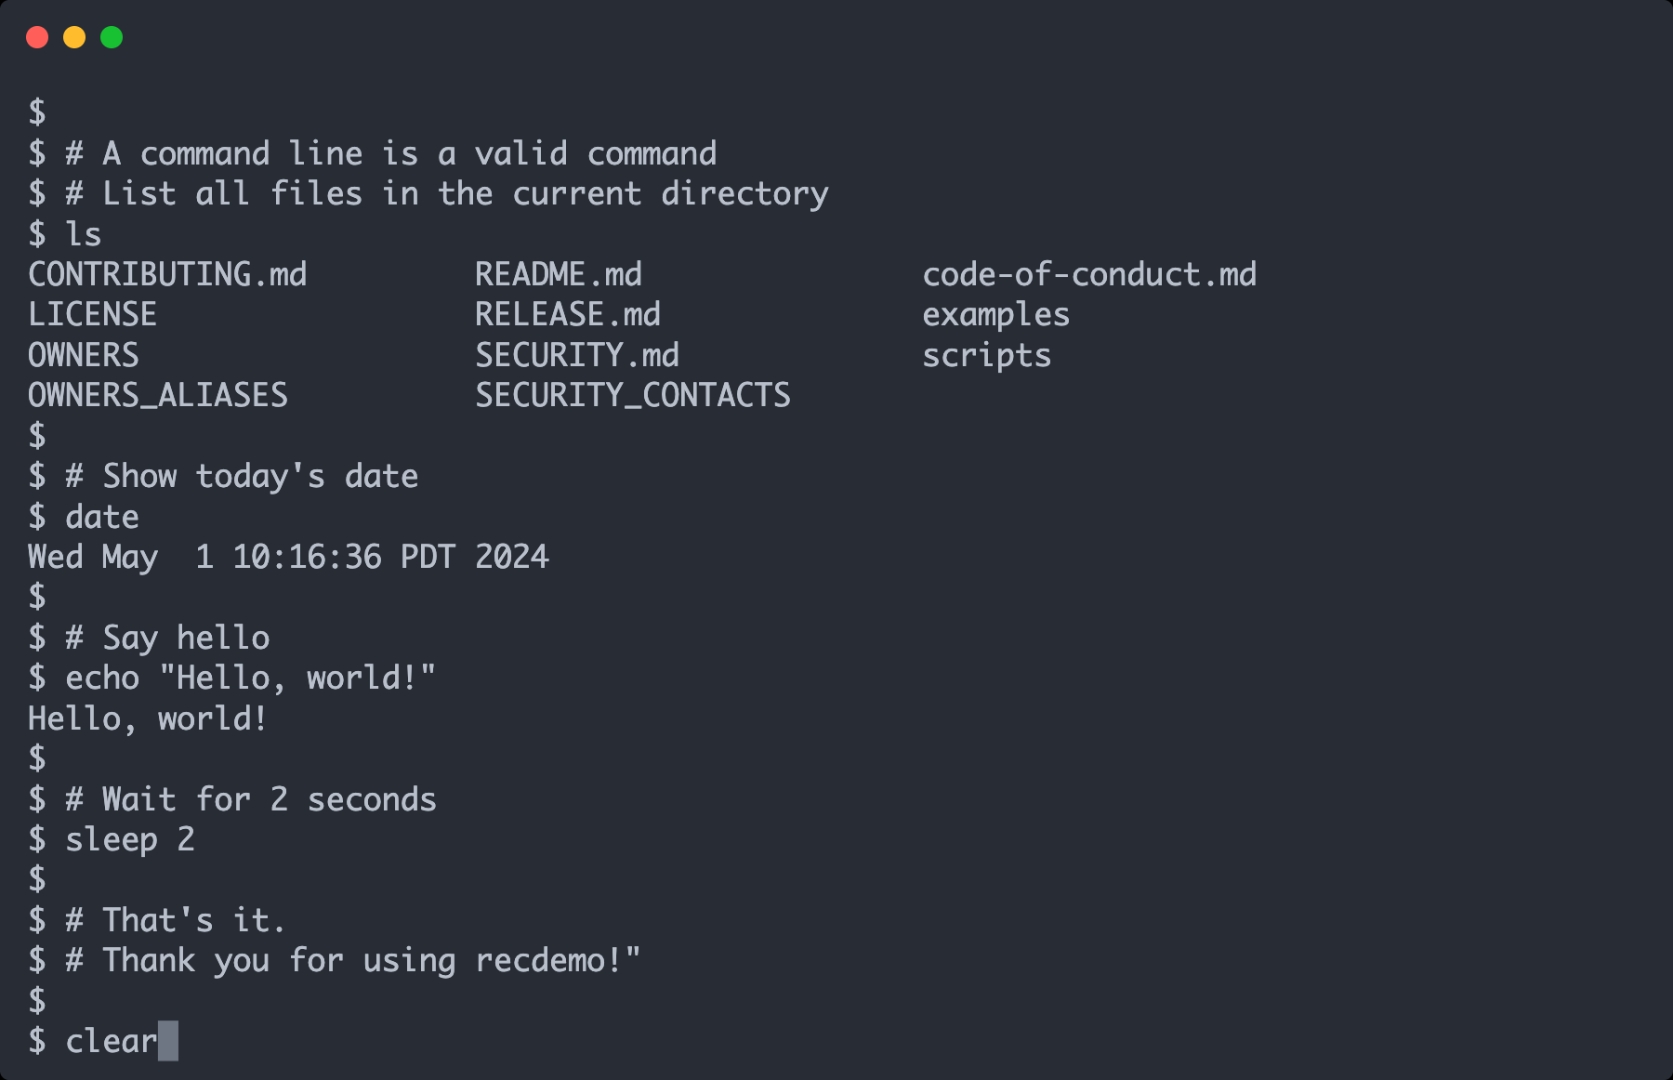 $
$ # A command line is a valid command
$ # List all files in the current directory
$ ls
CONTRIBUTING.md         README.md               code-of-conduct.md
LICENSE                 RELEASE.md              examples
OWNERS                  SECURITY.md             scripts
OWNERS_ALIASES          SECURITY_CONTACTS
$
$ # Show today's date
$ date
Wed May  1 10:16:36 PDT 2024
$
$ # Say hello
$ echo "Hello, world!"
Hello, world!
$
$ # Wait for 2 seconds
$ sleep 2
$
$ # That's it.
$ # Thank you for using recdemo!"
$
$ clear